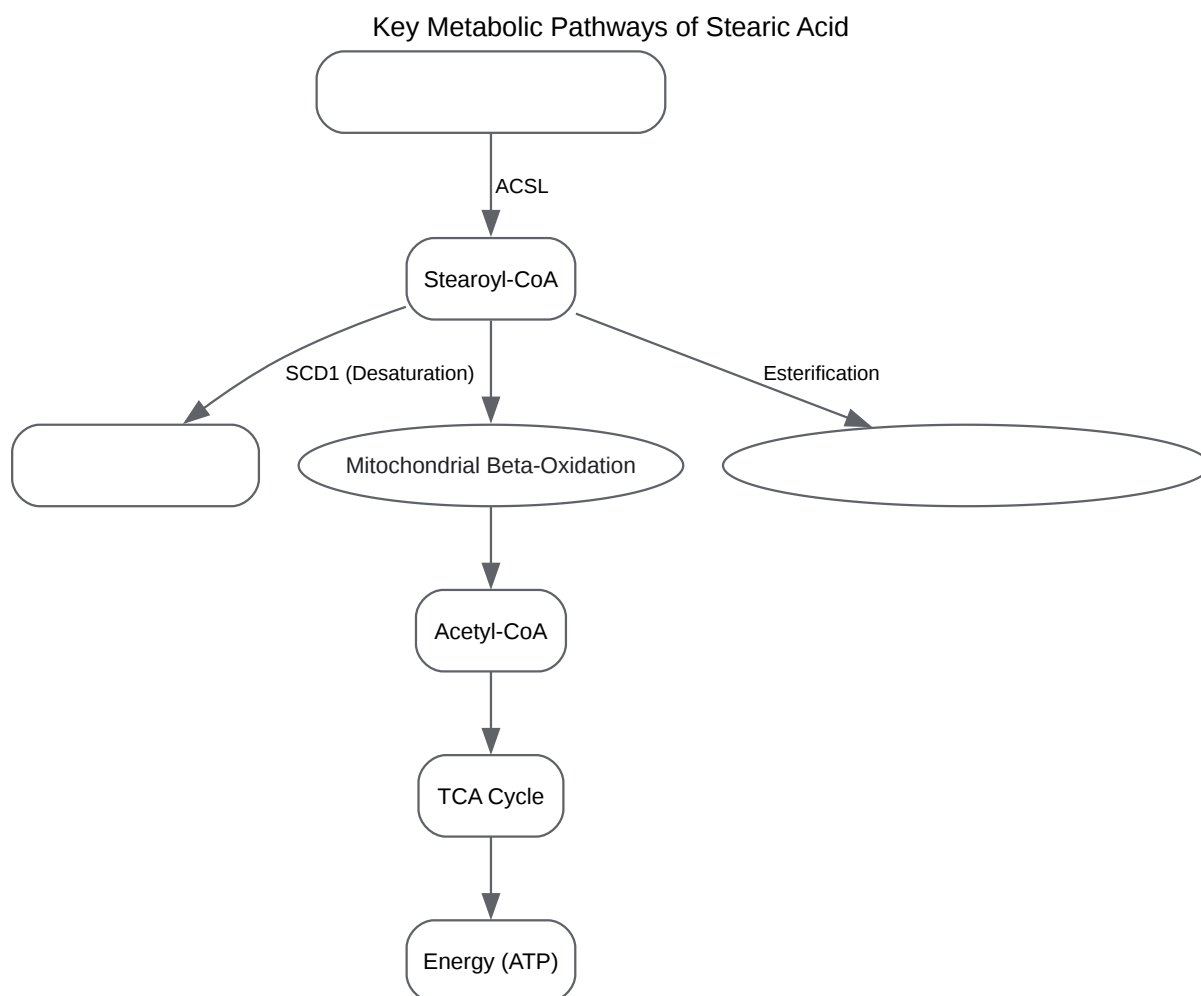 Key Metabolic Pathways of Stearic Acid
ACSL
Stearoyl-CoA
SCD1 (Desaturation)
Esterification
Mitochondrial Beta-Oxidation
Acetyl-CoA
TCA Cycle
Energy (ATP)